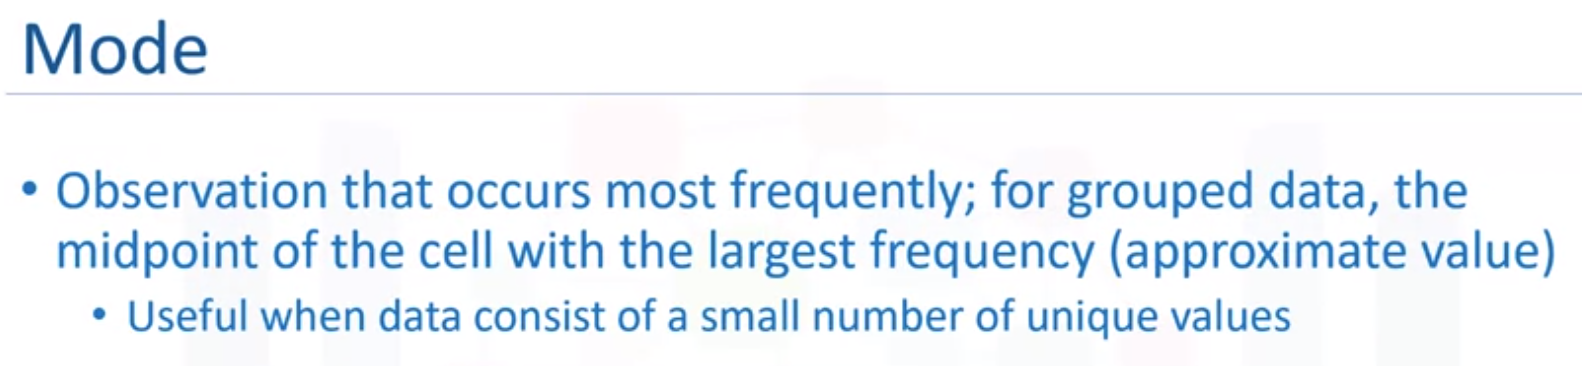 Mode
• Observation that occurs most frequently; for grouped data, the
midpoint of the cell with the largest frequency (approximate value)
• Useful when data consist of a small number of unique values